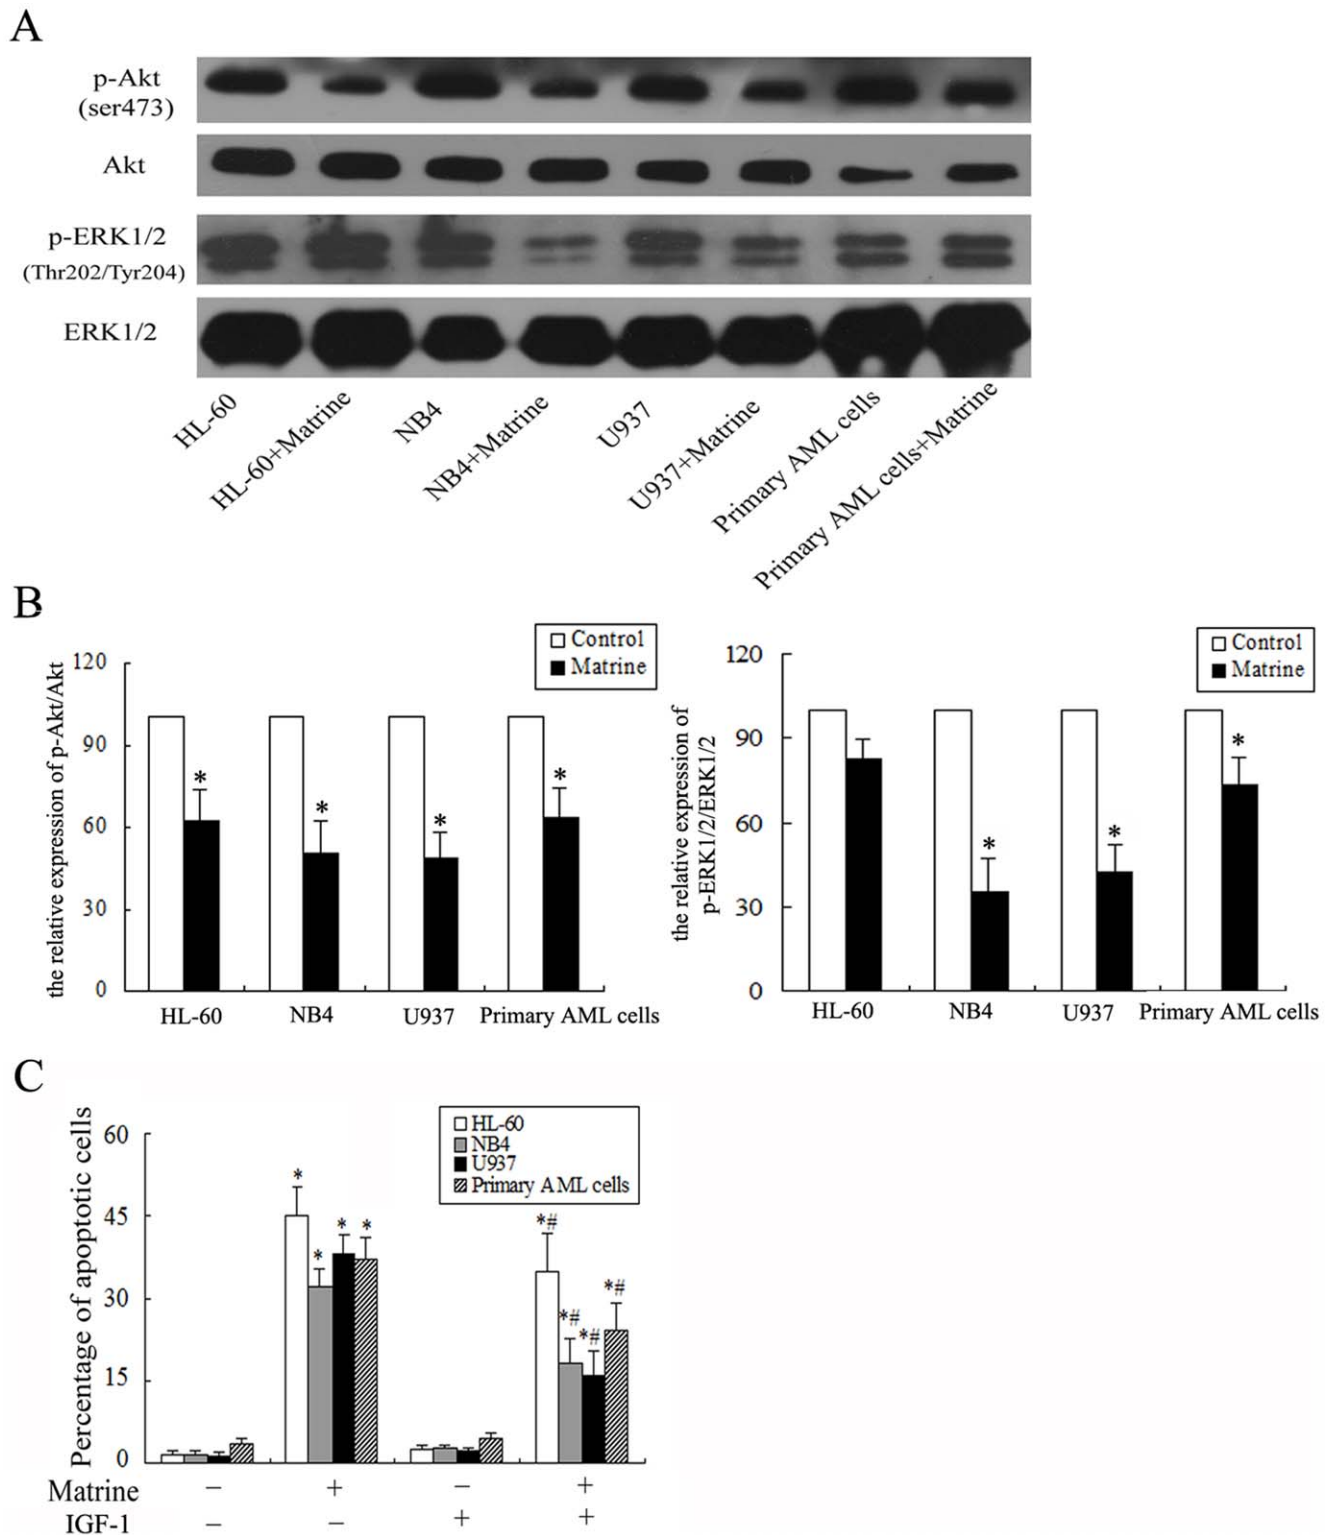 A
p-Akt
(ser473)
Akt
p-ERK1/2
(Thr202/Tyr204)
ERK1/2
HL-60
HL-60+Matrine
NB4
NB4+Matrine
U937
U937+Matrine
Primary AML cells
Primary AML cells+Matrine
B
the relative expression of p-Akt/Akt
120
90
60
30
0
Control
Matrine
*
*
*
*
HL-60
NB4
U937
Primary AML cells
the relative expression of
p-ERK1/2/ERK1/2
120
90
60
30
0
Control
Matrine
*
*
*
HL-60
NB4
U937
Primary AML cells
C
Percentage of apoptotic cells
60
45
30
15
0
HL-60
NB4
U937
Primary AML cells
*
*
*
*
*#
*#
*#
*#
Matrine − + − +
IGF-1 − − + +